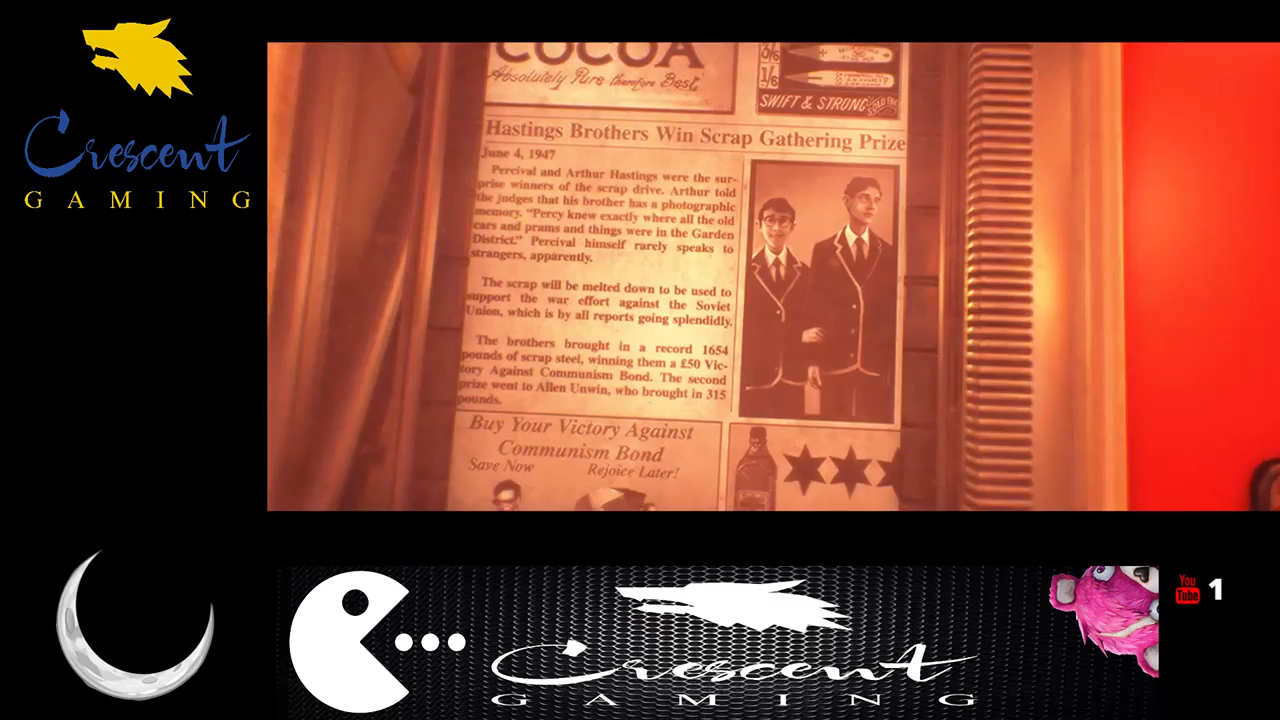 Crescent
GAMING
COCOA
Absolutely Pure therefore Best
1/6
SWIFT & STRONG
Hastings Brothers Win Scrap Gathering Prize
June 4, 1947
Percival and Arthur Hastings were the sur-
prise winners of the scrap drive. Arthur told
the judges that his brother has a photographic
memory. "Percy knew exactly where all the old
cars and prams and things were in the Garden
District." Percival himself rarely speaks to
strangers, apparently.
The scrap will be melted down to be used to
support the war effort against the Soviet
Union, which is by all reports going splendidly.
The brothers brought in a record 1654
pounds of scrap steel, winning them a £50 Vic-
tory Against Communism Bond. The second
prize went to Allen Unwin, who brought in 315
pounds.
Buy Your Victory Against
Communism Bond
Save Now Rejoice Later!
Crescent
GAMING
You
Tube
1